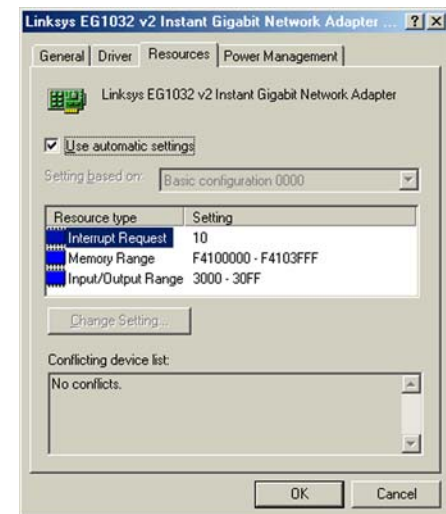 Linksys EG1032 v2 Instant Gigabit Network Adapter ... ? X
General Driver Resources Power Management
Linksys EG1032 v2 Instant Gigabit Network Adapter
Use automatic settings
Setting based on: Basic configuration 0000
Resource type Setting
Interrupt Request 10
Memory Range F4100000 - F4103FFF
Input/Output Range 3000 - 30FF
Change Setting...
Conflicting device list:
No conflicts.
OK Cancel